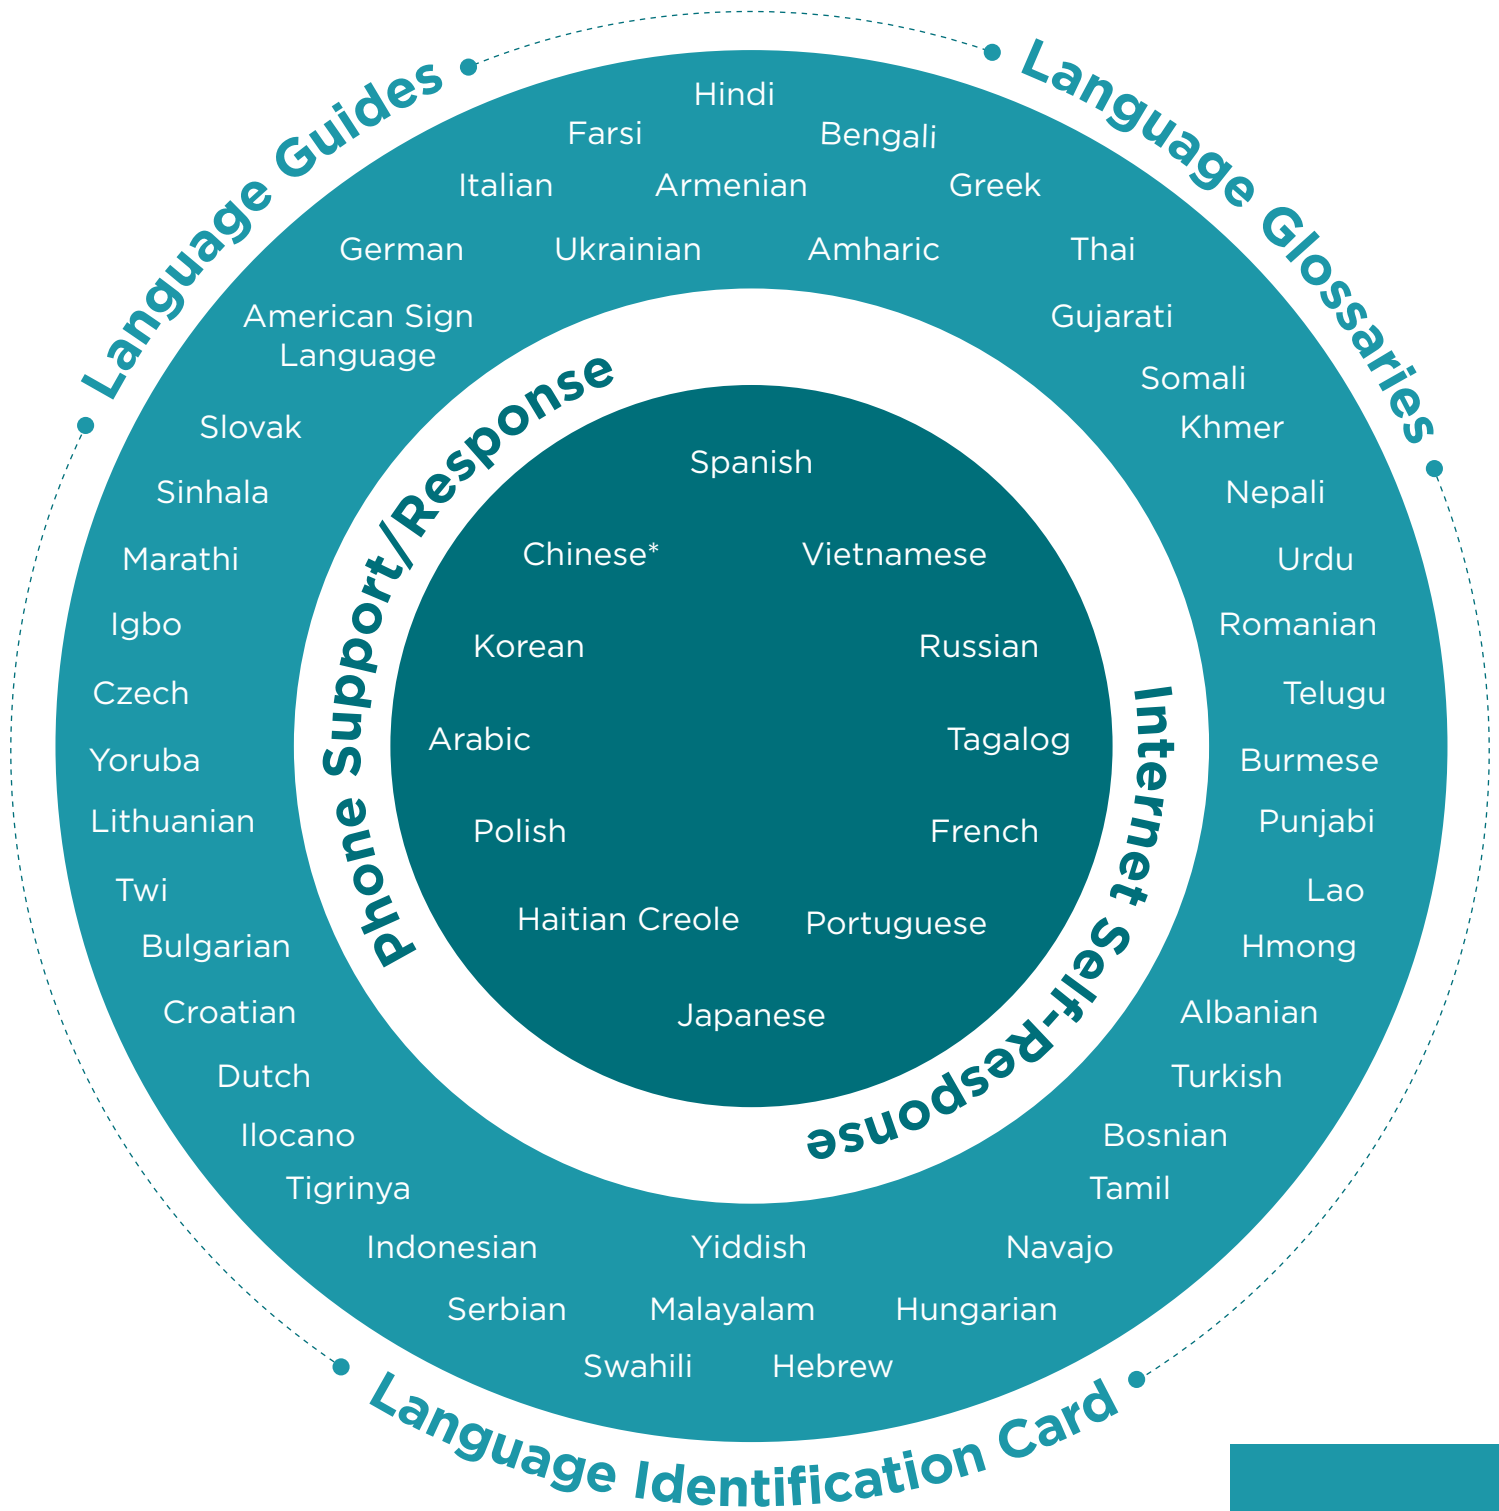 Language Guides
Language Glossaries
Hindi
Farsi
Bengali
Italian
Armenian
Greek
German
Ukrainian
Amharic
Thai
American Sign
Language
Gujarati
Somali
Slovak
Khmer
Sinhala
Nepali
Marathi
Urdu
Igbo
Romanian
Czech
Telugu
Yoruba
Burmese
Lithuanian
Punjabi
Twi
Lao
Bulgarian
Hmong
Croatian
Albanian
Dutch
Turkish
Ilocano
Bosnian
Tigrinya
Tamil
Indonesian
Yiddish
Navajo
Serbian
Malayalam
Hungarian
Swahili
Hebrew
Phone Support/Response
Internet Self-Response
Spanish
Chinese*
Vietnamese
Korean
Russian
Arabic
Tagalog
Polish
French
Haitian Creole
Portuguese
Japanese
Language Identification Card